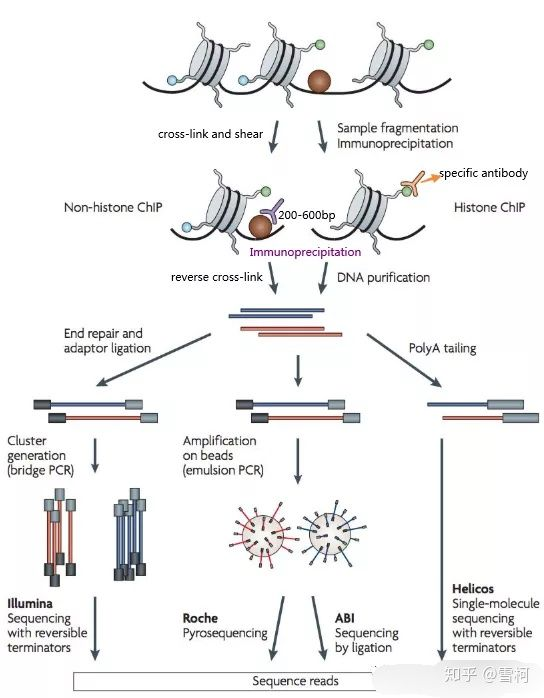 cross-link and shear
Sample fragmentation
Immunoprecipitation
specific antibody
Non-histone ChIP
200-600bp
Histone ChIP
Immunoprecipitation
reverse cross-link
DNA purification
End repair and
adaptor ligation
PolyA tailing
Cluster
generation
(bridge PCR)
Amplification
on beads
(emulsion PCR)
Illumina
Sequencing
with reversible
terminators
Roche
Pyrosequencing
ABI
Sequencing
by ligation
Helicos
Single-molecule
sequencing
with reversible
terminators
Sequence reads
知乎 @雪柯